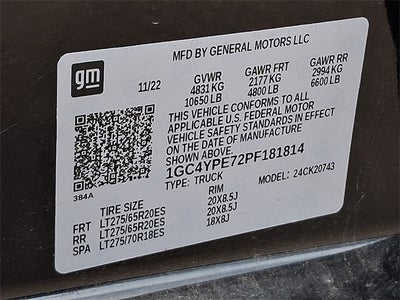 MFD BY GENERAL MOTORS LLC
gm
11/22 GVWR GAWR FRT GAWR RR
4831 KG 2177 KG 2994 KG
10650 LB 4800 LB 6600 LB
THIS VEHICLE CONFORMS TO ALL
APPLICABLE U.S. FEDERAL MOTOR
VEHICLE SAFETY STANDARDS IN EFFECT
ON THE DATE OF MANUFACTURE
1GC4YPE72PF181814
TYPE: TRUCK MODEL: 24CK20743
384A
TIRE SIZE RIM
FRT LT275/65R20ES 20X8.5J
RR LT275/65R20ES 20X8.5J
SPA LT275/70R18ES 18X8J